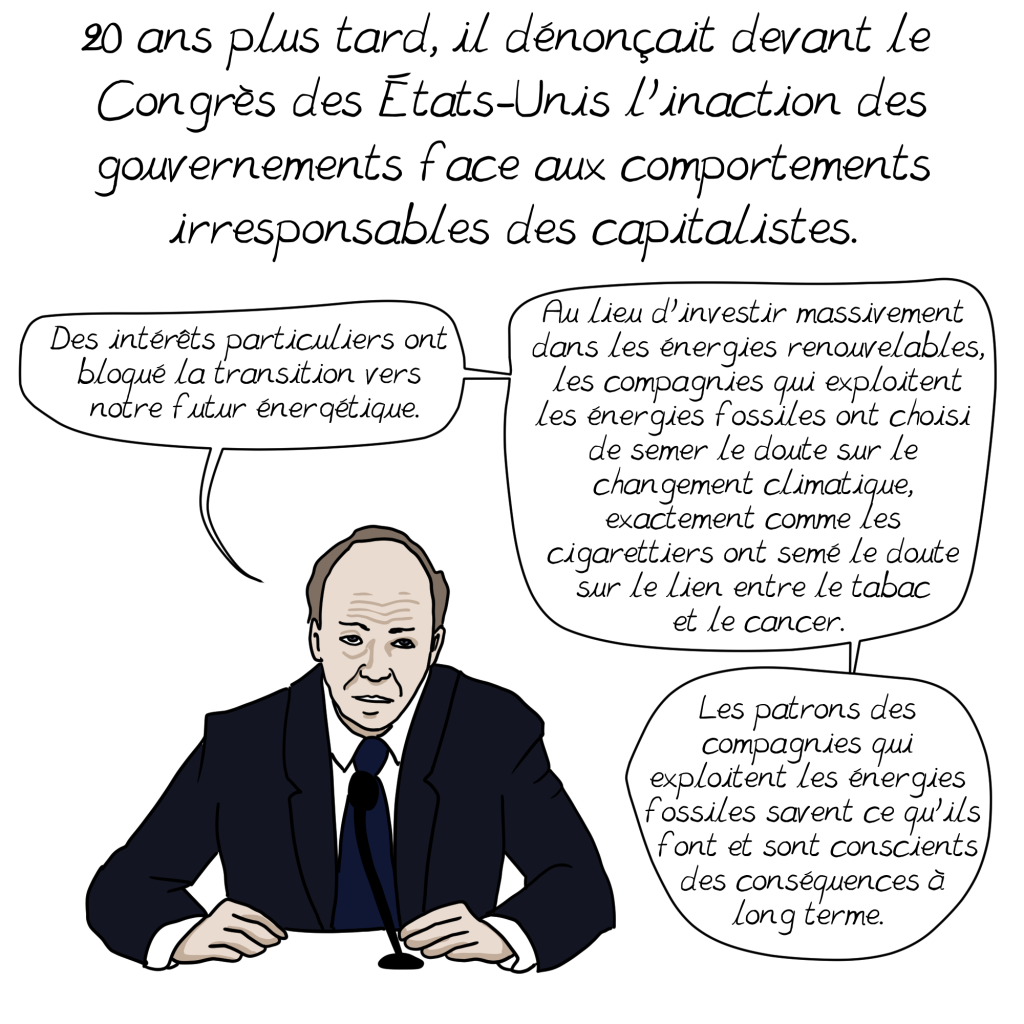 20 ans plus tard, il dénonçait devant le
Congrès des États-Unis l'inaction des
gouvernements face aux comportements
irresponsables des capitalistes.
Des intérêts particuliers ont
bloqué la transition vers
notre futur énergétique.
Au lieu d'investir massivement
dans les énergies renouvelables,
les compagnies qui exploitent
les énergies fossiles ont choisi
de semer le doute sur le
changement climatique,
exactement comme les
cigarettiers ont semé le doute
sur le lien entre le tabac
et le cancer.
Les patrons des
compagnies qui
exploitent les énergies
fossiles savent ce qu'ils
font et sont conscients
des conséquences à
long terme.